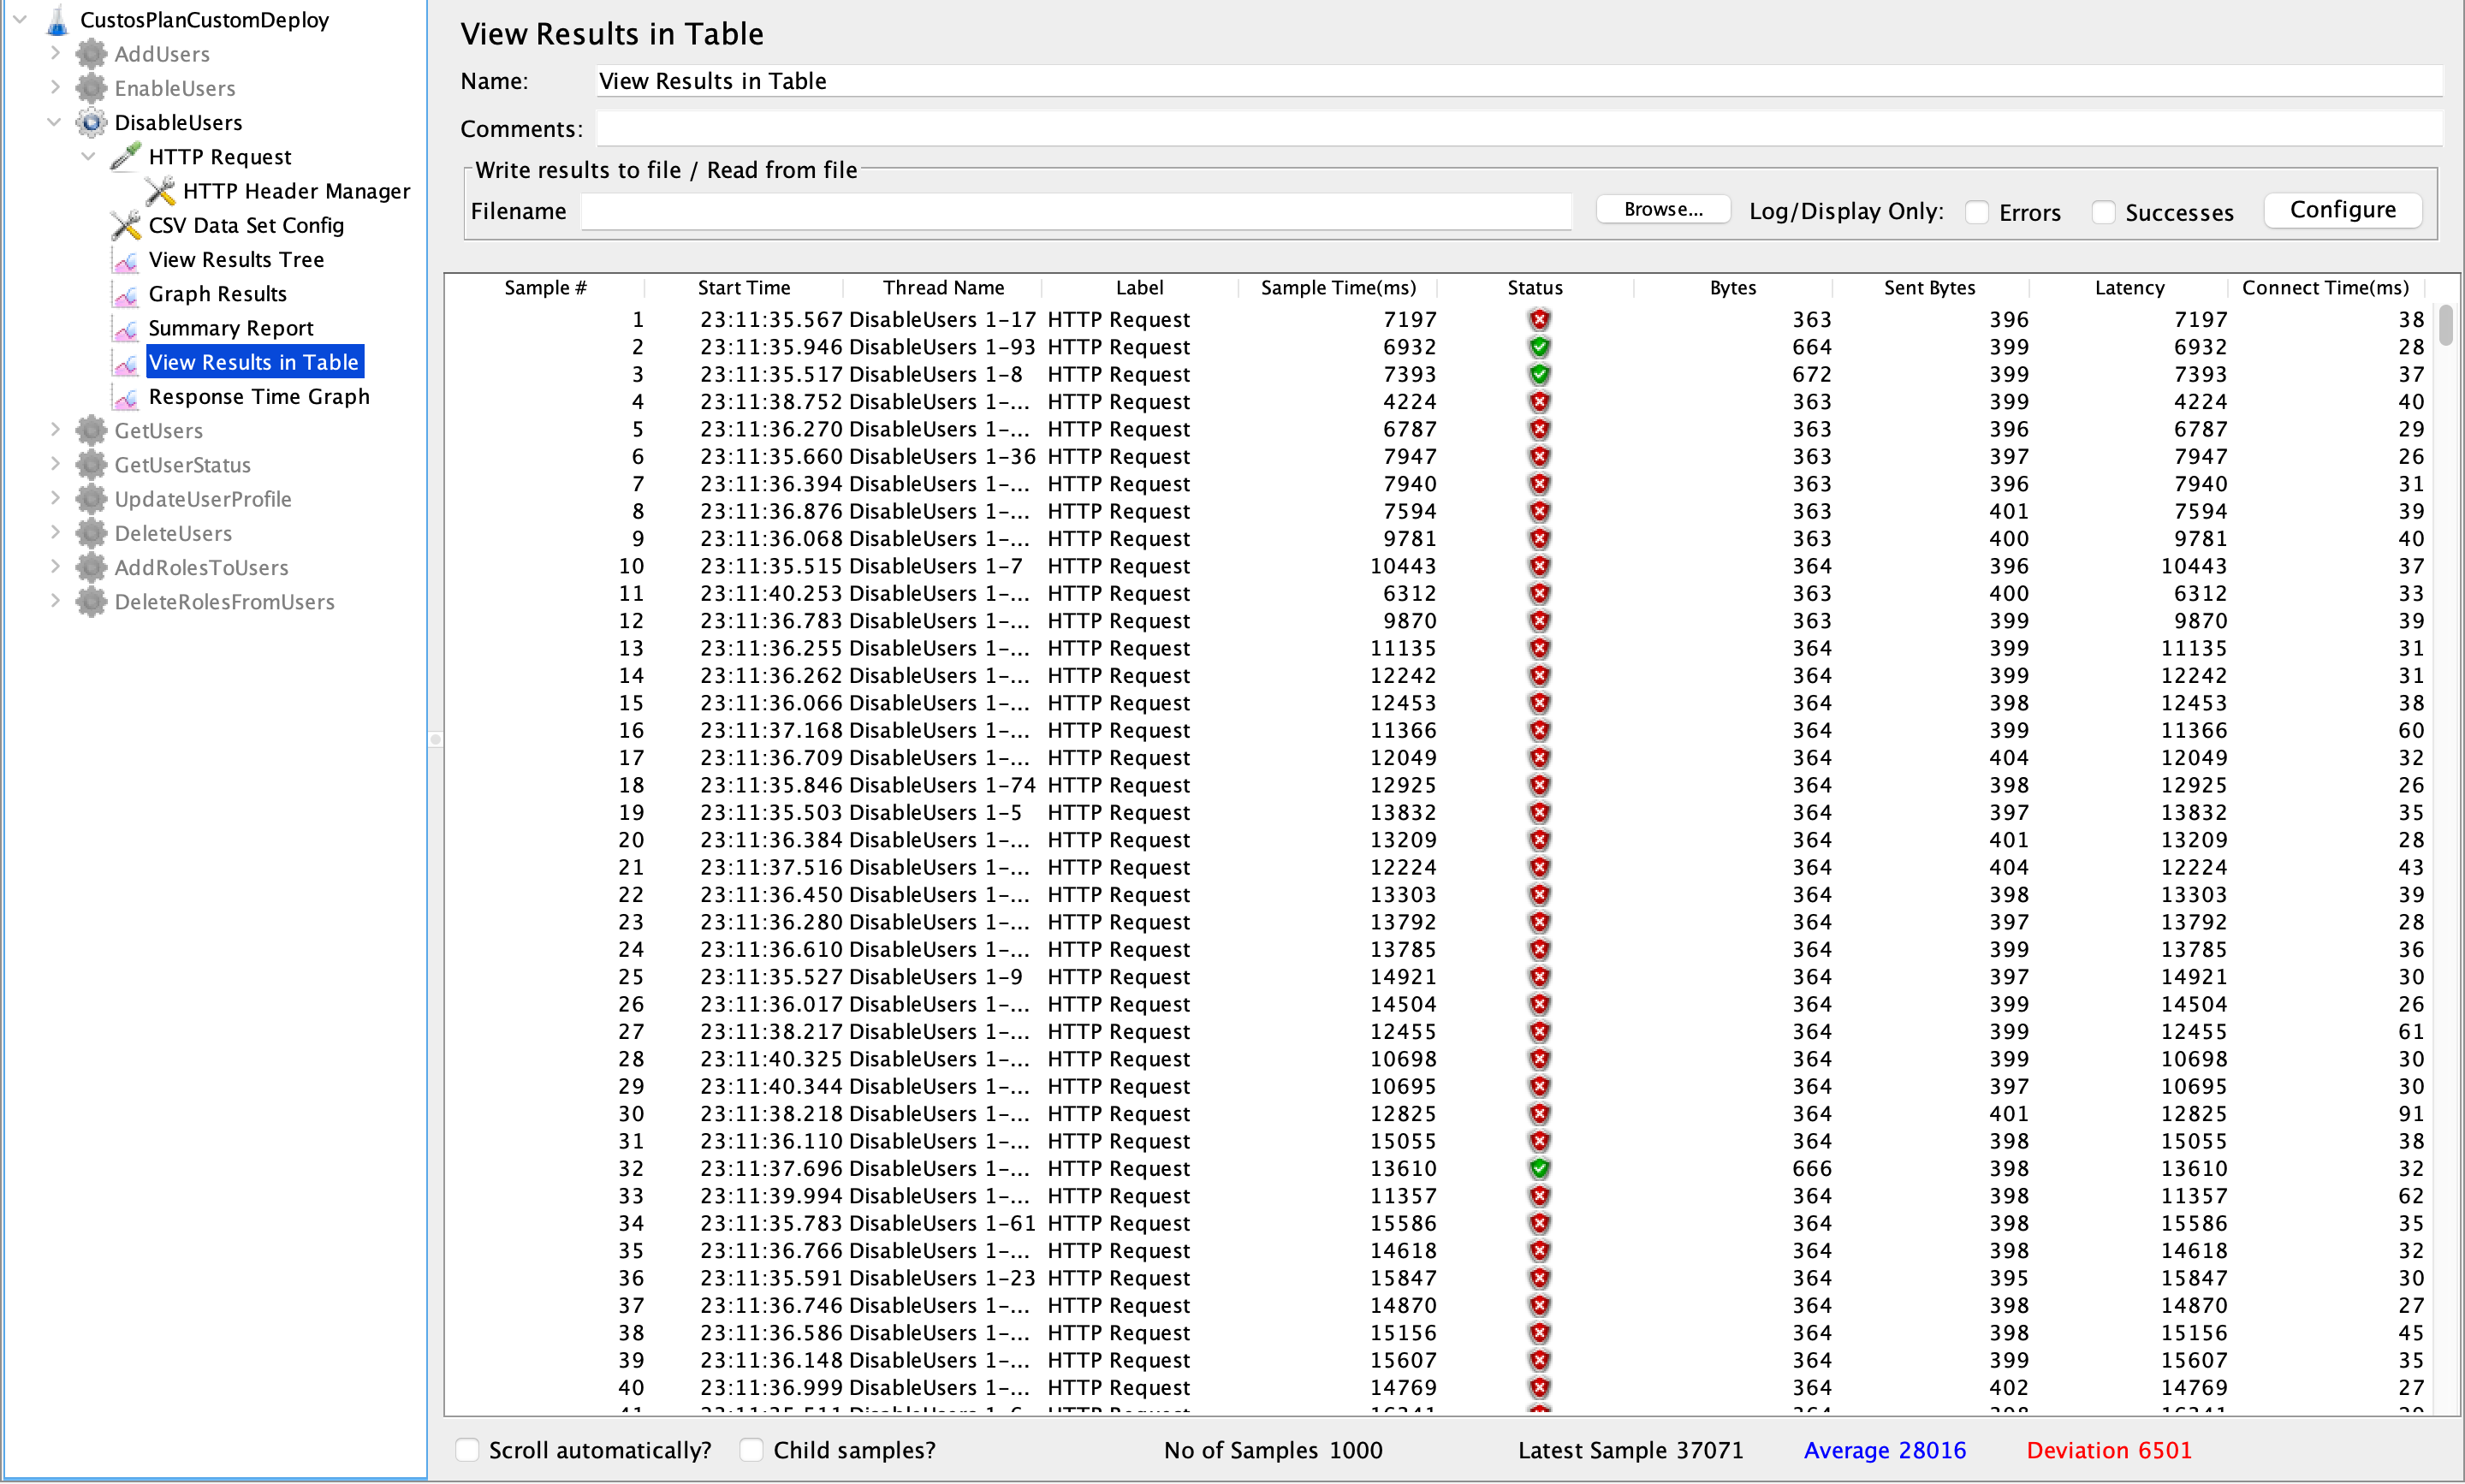 CustosPlanCustomDeploy
AddUsers
EnableUsers
DisableUsers
HTTP Request
HTTP Header Manager
CSV Data Set Config
View Results Tree
Graph Results
Summary Report
View Results in Table
Response Time Graph
GetUsers
GetUserStatus
UpdateUserProfile
DeleteUsers
AddRolesToUsers
DeleteRolesFromUsers
View Results in Table
Name: View Results in Table
Comments:
Write results to file / Read from file
Filename Browse... Log/Display Only: Errors Successes Configure
Sample # Start Time Thread Name Label Sample Time(ms) Status Bytes Sent Bytes Latency Connect Time(ms)
1 23:11:35.567 DisableUsers 1-17 HTTP Request 7197 363 396 7197 38
2 23:11:35.946 DisableUsers 1-93 HTTP Request 6932 664 399 6932 28
3 23:11:35.517 DisableUsers 1-8 HTTP Request 7393 672 399 7393 37
4 23:11:38.752 DisableUsers 1-... HTTP Request 4224 363 399 4224 40
5 23:11:36.270 DisableUsers 1-... HTTP Request 6787 363 396 6787 29
6 23:11:35.660 DisableUsers 1-36 HTTP Request 7947 363 397 7947 26
7 23:11:36.394 DisableUsers 1-... HTTP Request 7940 363 396 7940 31
8 23:11:36.876 DisableUsers 1-... HTTP Request 7594 363 401 7594 39
9 23:11:36.068 DisableUsers 1-... HTTP Request 9781 363 400 9781 40
10 23:11:35.515 DisableUsers 1-7 HTTP Request 10443 364 396 10443 37
11 23:11:40.253 DisableUsers 1-... HTTP Request 6312 363 400 6312 33
12 23:11:36.783 DisableUsers 1-... HTTP Request 9870 363 399 9870 39
13 23:11:36.255 DisableUsers 1-... HTTP Request 11135 364 399 11135 31
14 23:11:36.262 DisableUsers 1-... HTTP Request 12242 364 399 12242 31
15 23:11:36.066 DisableUsers 1-... HTTP Request 12453 364 398 12453 38
16 23:11:37.168 DisableUsers 1-... HTTP Request 11366 364 399 11366 60
17 23:11:36.709 DisableUsers 1-... HTTP Request 12049 364 404 12049 32
18 23:11:35.846 DisableUsers 1-74 HTTP Request 12925 364 398 12925 26
19 23:11:35.503 DisableUsers 1-5 HTTP Request 13832 364 397 13832 35
20 23:11:36.384 DisableUsers 1-... HTTP Request 13209 364 401 13209 28
21 23:11:37.516 DisableUsers 1-... HTTP Request 12224 364 404 12224 43
22 23:11:36.450 DisableUsers 1-... HTTP Request 13303 364 398 13303 39
23 23:11:36.280 DisableUsers 1-... HTTP Request 13792 364 397 13792 28
24 23:11:36.610 DisableUsers 1-... HTTP Request 13785 364 399 13785 36
25 23:11:35.527 DisableUsers 1-9 HTTP Request 14921 364 397 14921 30
26 23:11:36.017 DisableUsers 1-... HTTP Request 14504 364 399 14504 26
27 23:11:38.217 DisableUsers 1-... HTTP Request 12455 364 399 12455 61
28 23:11:40.325 DisableUsers 1-... HTTP Request 10698 364 399 10698 30
29 23:11:40.344 DisableUsers 1-... HTTP Request 10695 364 397 10695 30
30 23:11:38.218 DisableUsers 1-... HTTP Request 12825 364 401 12825 91
31 23:11:36.110 DisableUsers 1-... HTTP Request 15055 364 398 15055 38
32 23:11:37.696 DisableUsers 1-... HTTP Request 13610 666 398 13610 32
33 23:11:39.994 DisableUsers 1-... HTTP Request 11357 364 398 11357 62
34 23:11:35.783 DisableUsers 1-61 HTTP Request 15586 364 398 15586 35
35 23:11:36.766 DisableUsers 1-... HTTP Request 14618 364 398 14618 32
36 23:11:35.591 DisableUsers 1-23 HTTP Request 15847 364 395 15847 30
37 23:11:36.746 DisableUsers 1-... HTTP Request 14870 364 398 14870 27
38 23:11:36.586 DisableUsers 1-... HTTP Request 15156 364 398 15156 45
39 23:11:36.148 DisableUsers 1-... HTTP Request 15607 364 399 15607 35
40 23:11:36.999 DisableUsers 1-... HTTP Request 14769 364 402 14769 27
Scroll automatically? Child samples? No of Samples 1000 Latest Sample 37071 Average 28016 Deviation 6501